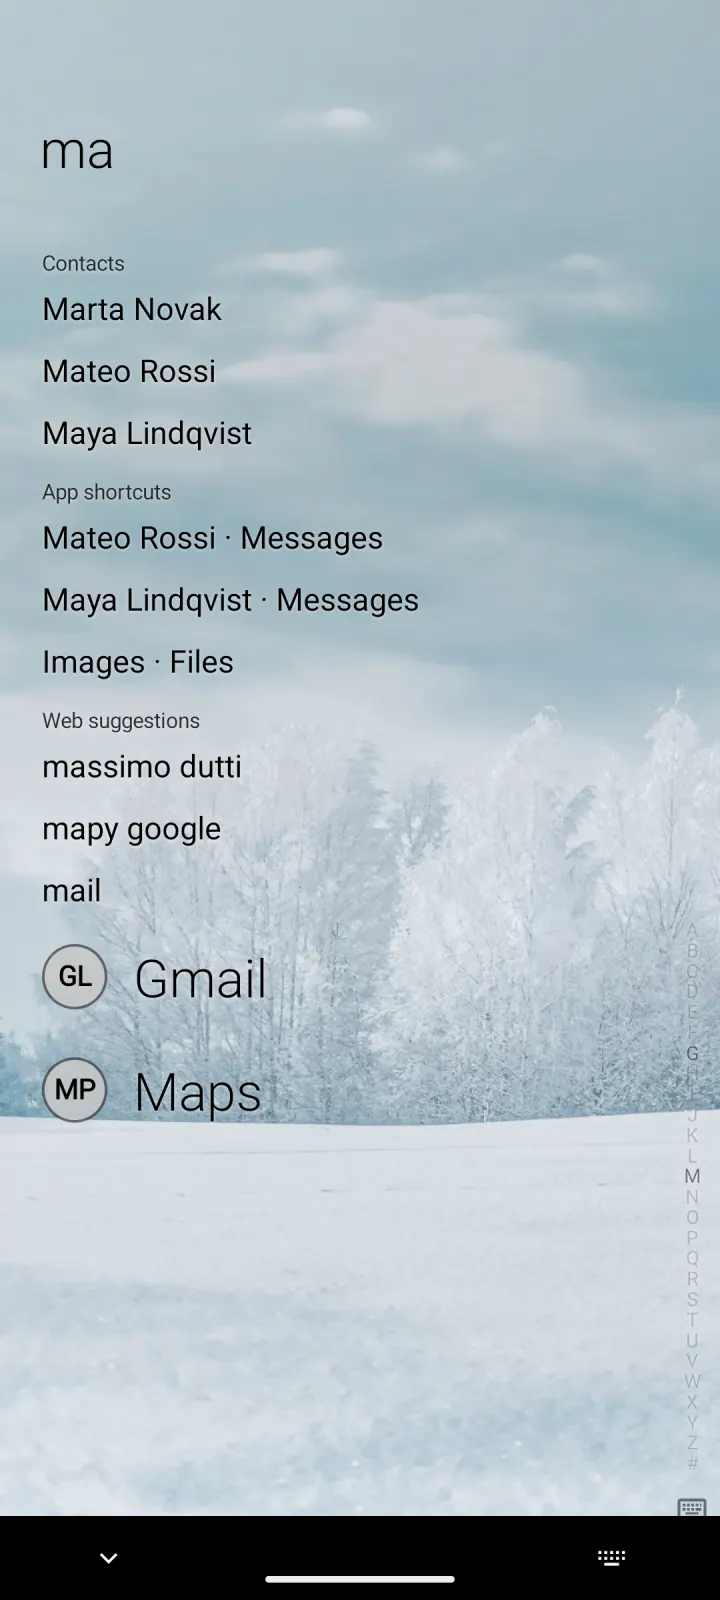 ma
Contacts
Marta Novak
Mateo Rossi
Maya Lindqvist
App shortcuts
Mateo Rossi · Messages
Maya Lindqvist · Messages
Images · Files
Web suggestions
massimo dutti
mapy google
mail
GL Gmail
MP Maps
A
B
C
D
E
F
G
H
I
J
K
L
M
N
O
P
Q
R
S
T
U
V
W
X
Y
Z
#